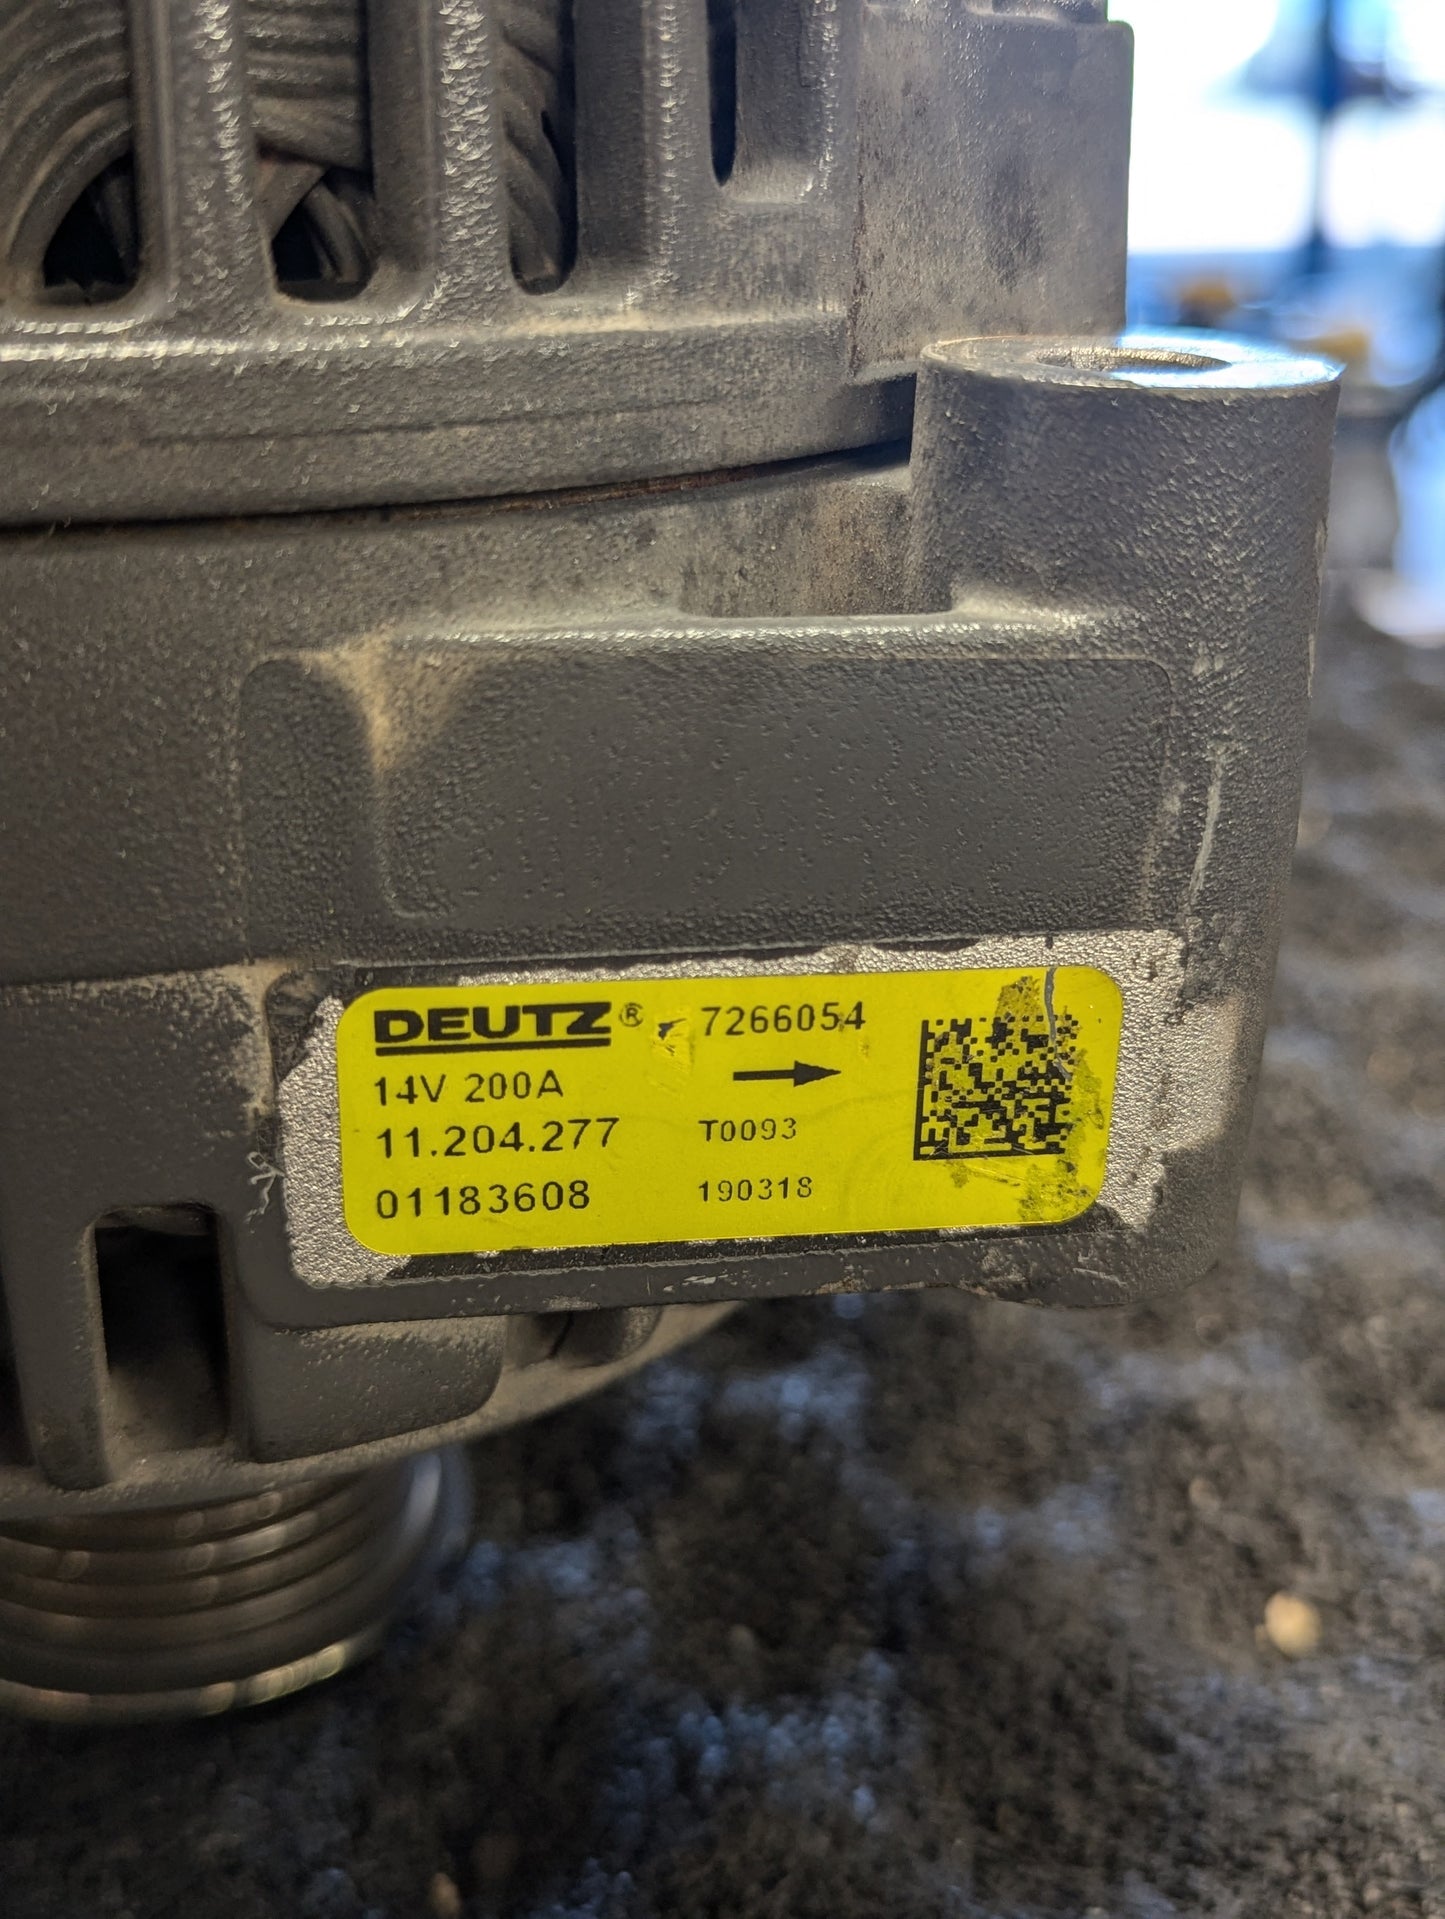 DEUTZ® 7266054
14V 200A →
11.204.277 T0093
01183608 190318